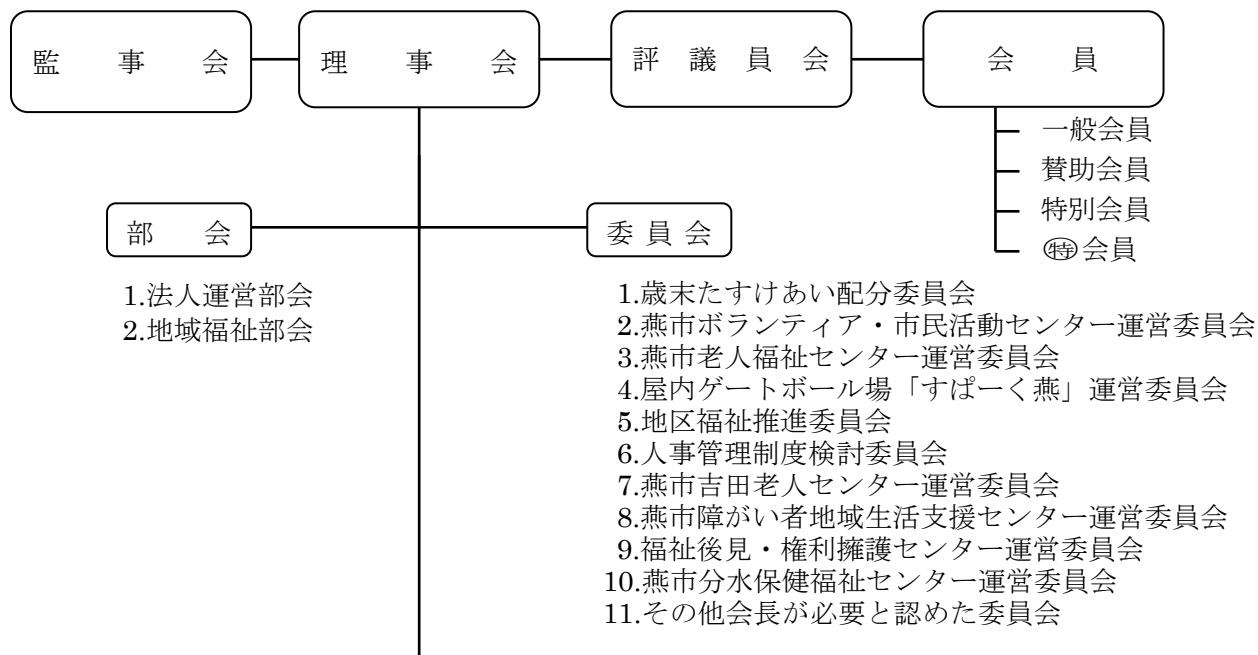 監事会
理事会
評議員会
会員
一般会員
賛助会員
特別会員
㕫会員
部会
委員会
1.法人運営部会
2.地域福祉部会
1.歳末たすけあい配分委員会
2.燕市ボランティア・市民活動センター運営委員会
3.燕市老人福祉センター運営委員会
4.屋内ゲートボール場「すぱーく燕」運営委員会
5.地区福祉推進委員会
6.人事管理制度検討委員会
7.燕市吉田老人センター運営委員会
8.燕市障がい者地域生活支援センター運営委員会
9.福祉後見・権利擁護センター運営委員会
10.燕市分水保健福祉センター運営委員会
11.その他会長が必要と認めた委員会